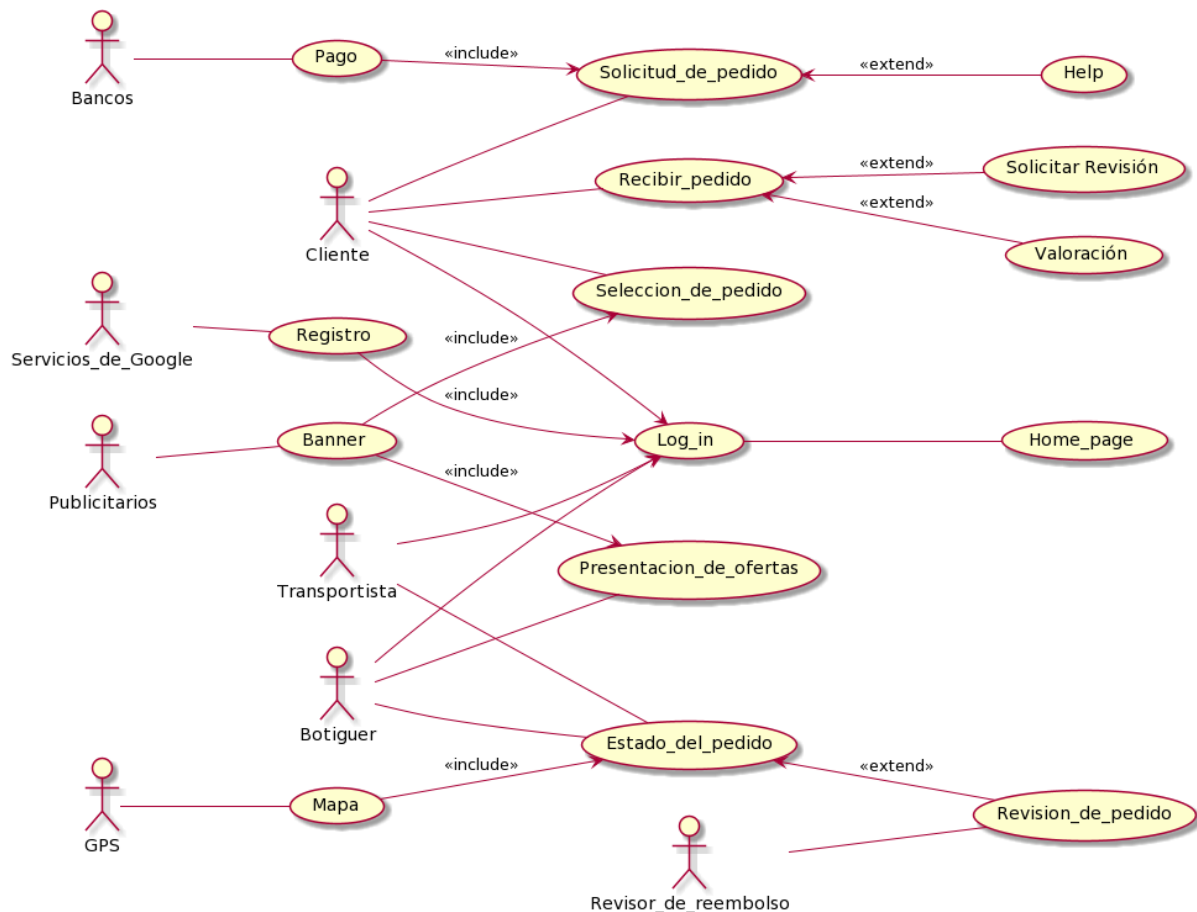 Bancos
Pago
«include»
Solicitud_de_pedido
«extend»
Help
Cliente
Recibir_pedido
«extend»
Solicitar Revisión
«extend»
Valoración
Seleccion_de_pedido
Servicios_de_Google
Registro
«include»
«include»
Publicitarios
Banner
Log_in
Home_page
«include»
Transportista
Presentacion_de_ofertas
Botiguer
Estado_del_pedido
GPS
Mapa
«include»
«extend»
Revision_de_pedido
Revisor_de_reembolso